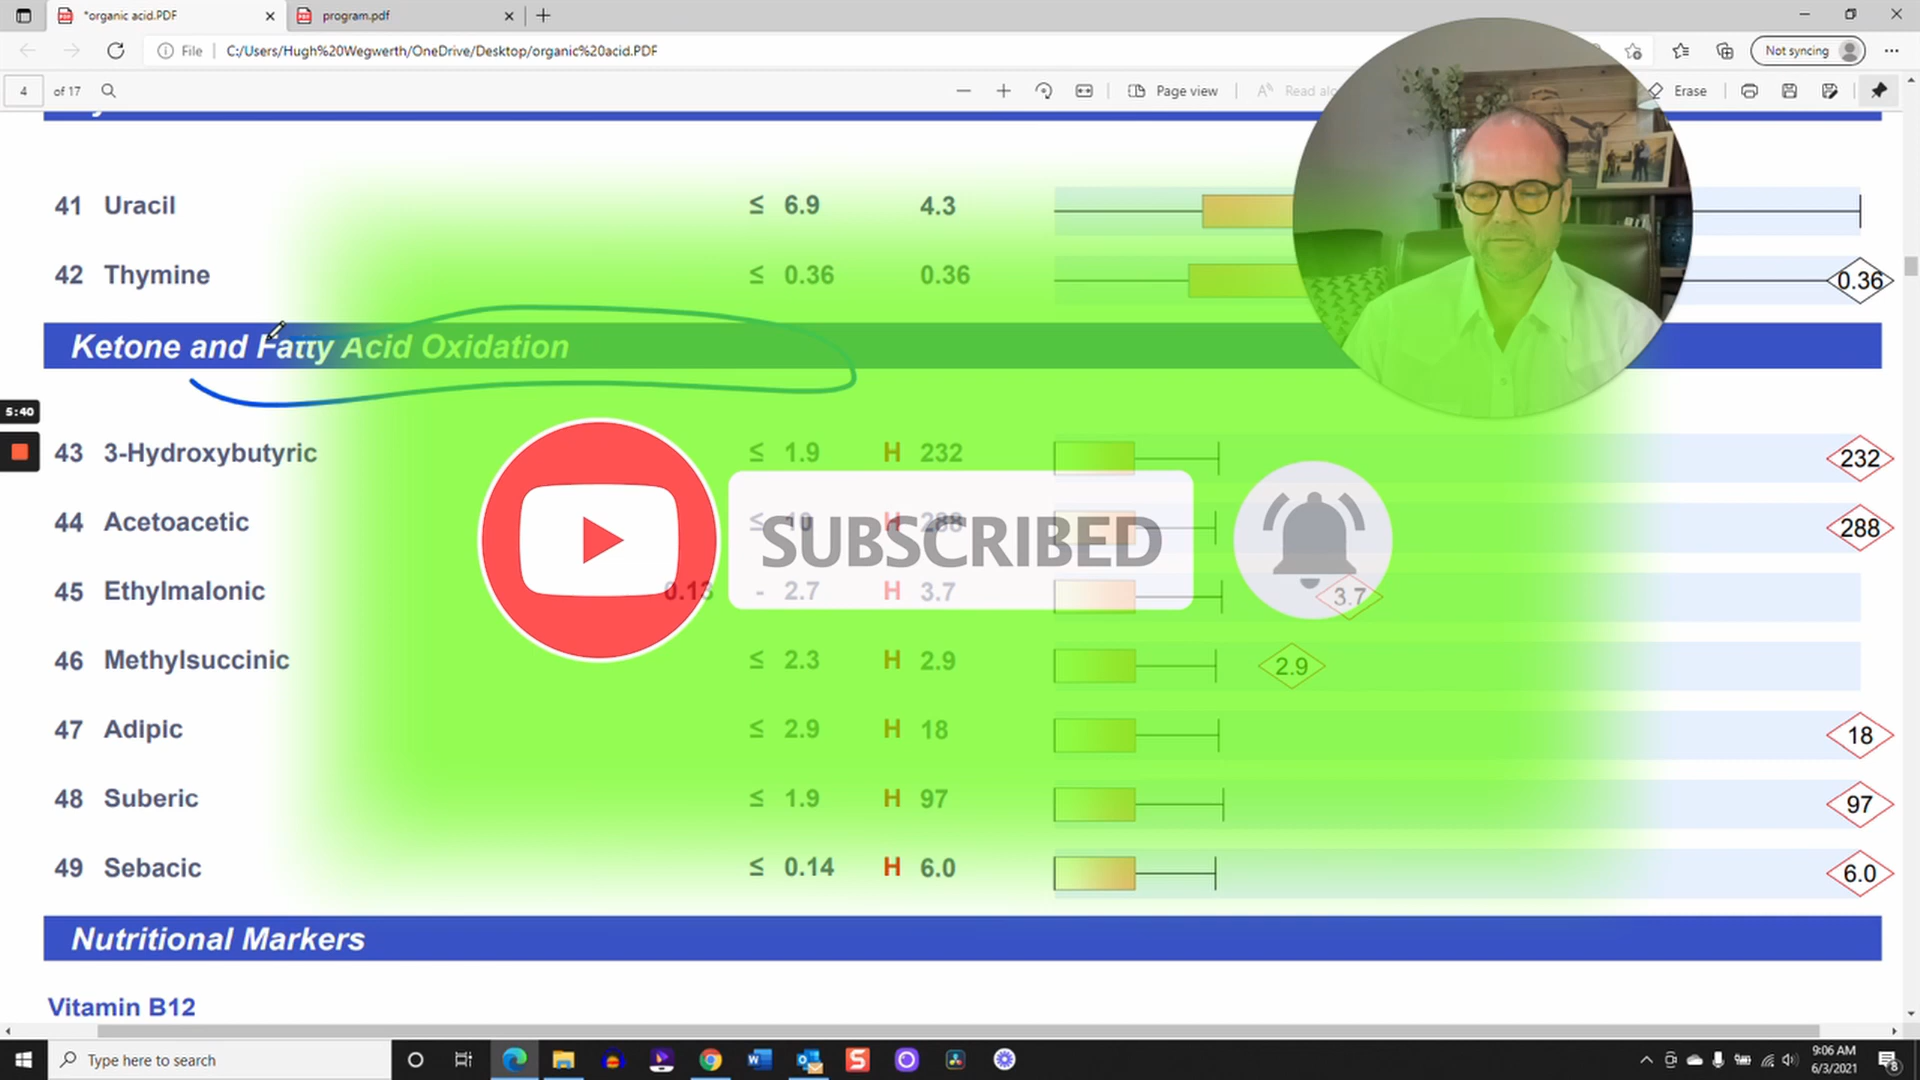 *organic acid.PDF
program.pdf
File
C:/Users/Hugh%20Wegwerth/OneDrive/Desktop/organic%20acid.PDF
Not syncing
4 of 17
Page view
Read
Erase
41 Uracil ≤ 6.9 4.3
42 Thymine ≤ 0.36 0.36 0.36
Ketone and Fatty Acid Oxidation
5:40
43 3-Hydroxybutyric ≤ 1.9 H 232 232
44 Acetoacetic ≤ 10 H 288 288
SUBSCRIBED
45 Ethylmalonic 0.13 - 2.7 H 3.7 3.7
46 Methylsuccinic ≤ 2.3 H 2.9 2.9
47 Adipic ≤ 2.9 H 18 18
48 Suberic ≤ 1.9 H 97 97
49 Sebacic ≤ 0.14 H 6.0 6.0
Nutritional Markers
Vitamin B12
Type here to search
9:06 AM
6/3/2021